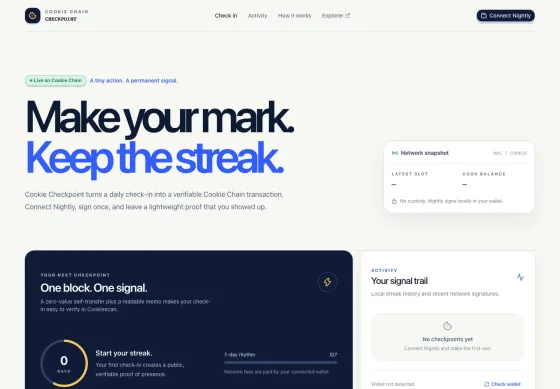 COOKIE CHAIN
CHECKPOINT
Check in
Activity
How it works
Explorer
Connect Nightly
Live on Cookie Chain
A tiny action. A permanent signal.
Make your mark.
Keep the streak.
Cookie Checkpoint turns a daily check-in into a verifiable Cookie Chain transaction.
Connect Nightly, sign once, and leave a lightweight proof that you showed up.
Network snapshot
SVC / COOKIE
LATEST SLOT
COOK BALANCE
—
—
No custody. Nightly signs locally in your wallet.
YOUR NEXT CHECKPOINT
One block. One signal.
A zero-value self-transfer plus a readable memo makes your check-
in easy to verify in Cookiescan.
0
DAYS
Start your streak.
Your first check-in creates a public,
verifiable proof of presence.
7-day rhythm
0/7
Network fees are paid by your connected wallet.
ACTIVITY
Your signal trail
Local streak history and recent network signatures.
No checkpoints yet
Connect Nightly and make the first one.
Wallet not detected
Check wallet